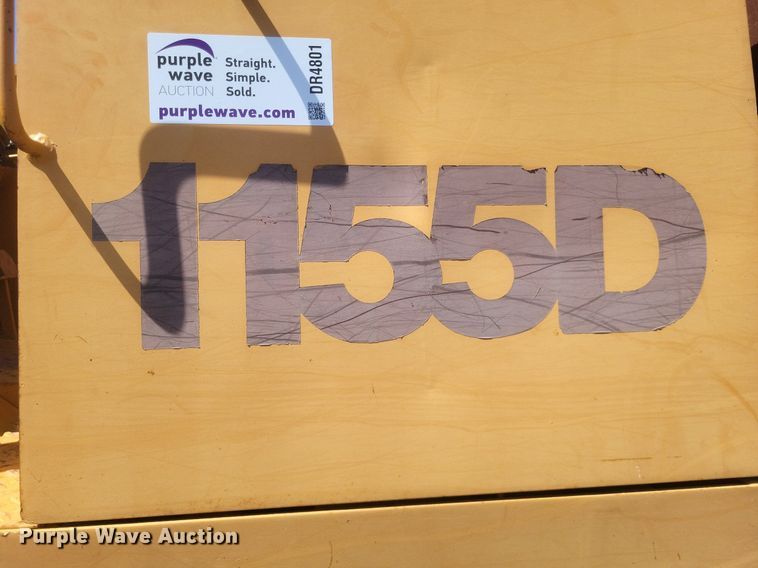 purple
wave
AUCTION
Straight.
Simple.
Sold.
purplewave.com
DR4801
1155D
Purple Wave Auction